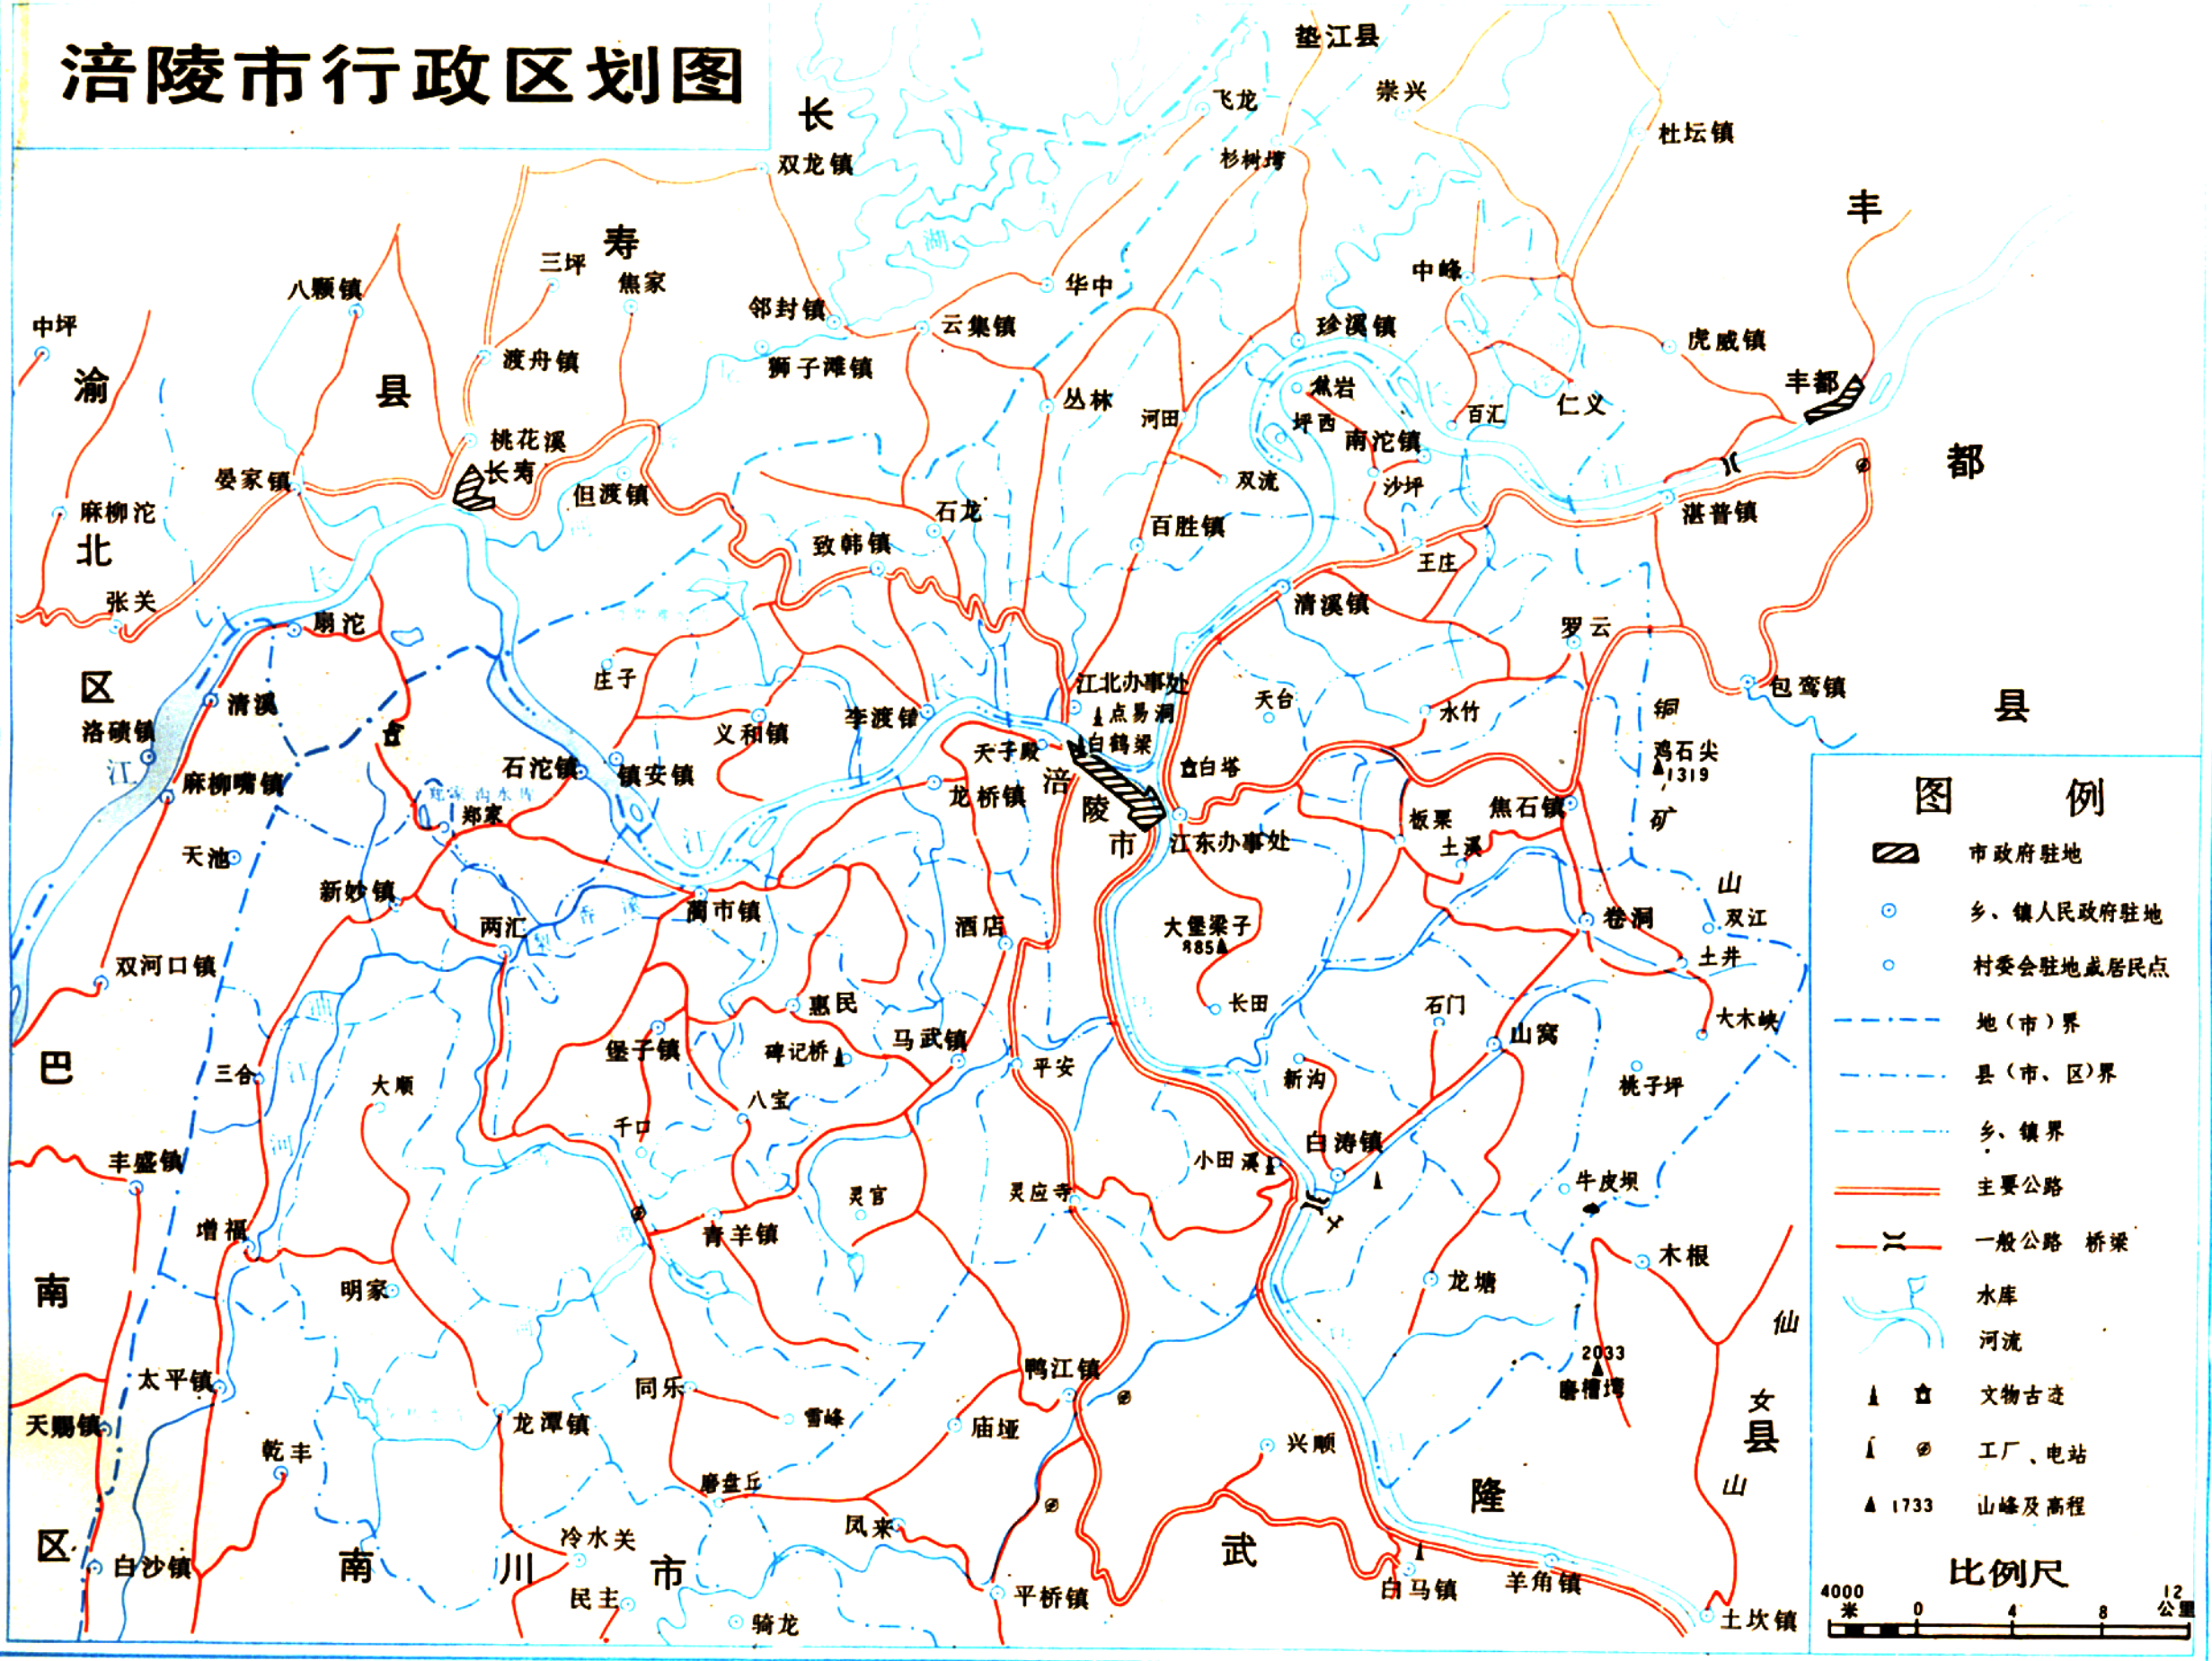 涪陵市行政区划图
垫江县
崇兴
飞龙
长
杜坛镇
杉树塆
双龙镇
丰
寿
三坪
焦家
湖
中峰
华中
八颗镇
邻封镇
云集镇
珍溪镇
中坪
虎威镇
渡舟镇
狮子滩镇
渝
县
丰都
焦岩
丛林
仁义
长
河田
百汇
坪西
南沱镇
桃花溪
长寿
都
晏家镇
但渡镇
双流
沙坪
江
麻柳沱
石龙
百胜镇
湛普镇
北
致韩镇
王庄
长
张关
扇沱
清溪镇
罗云
区
庄子
江北办事处
包鸾镇
清溪
天台
点易洞
水竹
铜
县
洛碛镇
义和镇
李渡镇
长
白鹤梁
天子殿
鸡石尖
1319
江
石沱镇
镇安镇
白塔
麻柳嘴镇
龙桥镇
涪
陵
市
焦石镇
郑家
板栗
矿
江
江东办事处
土溪
天池
新妙镇
蔺市镇
山
两汇
酒店
大堡梁子
885
卷洞
双江
双河口镇
土井
惠民
长田
石门
大木峡
堡子镇
碑记桥
马武镇
山窝
巴
三合
平安
新沟
桃子坪
大顺
八宝
江
河
千口
白涛镇
丰盛镇
小田溪
灵官
灵应寺
牛皮坝
增福
青羊镇
木根
南
明家
龙塘
仙
鸭江镇
2033
磨槽塆
太平镇
同乐
女
天赐镇
龙潭镇
雪峰
庙垭
兴顺
县
乾丰
磨盘丘
山
隆
凤来
区
冷水关
武
南
川
市
白沙镇
民主
平桥镇
白马镇
羊角镇
骑龙
土坎镇
图 例
市政府驻地
乡、镇人民政府驻地
村委会驻地或居民点
地(市)界
县(市、区)界
乡、镇界
主要公路
一般公路 桥梁
水库
河流
文物古迹
工厂、电站
1733 山峰及高程
比例尺
4000 0 4 8 12
米 公里